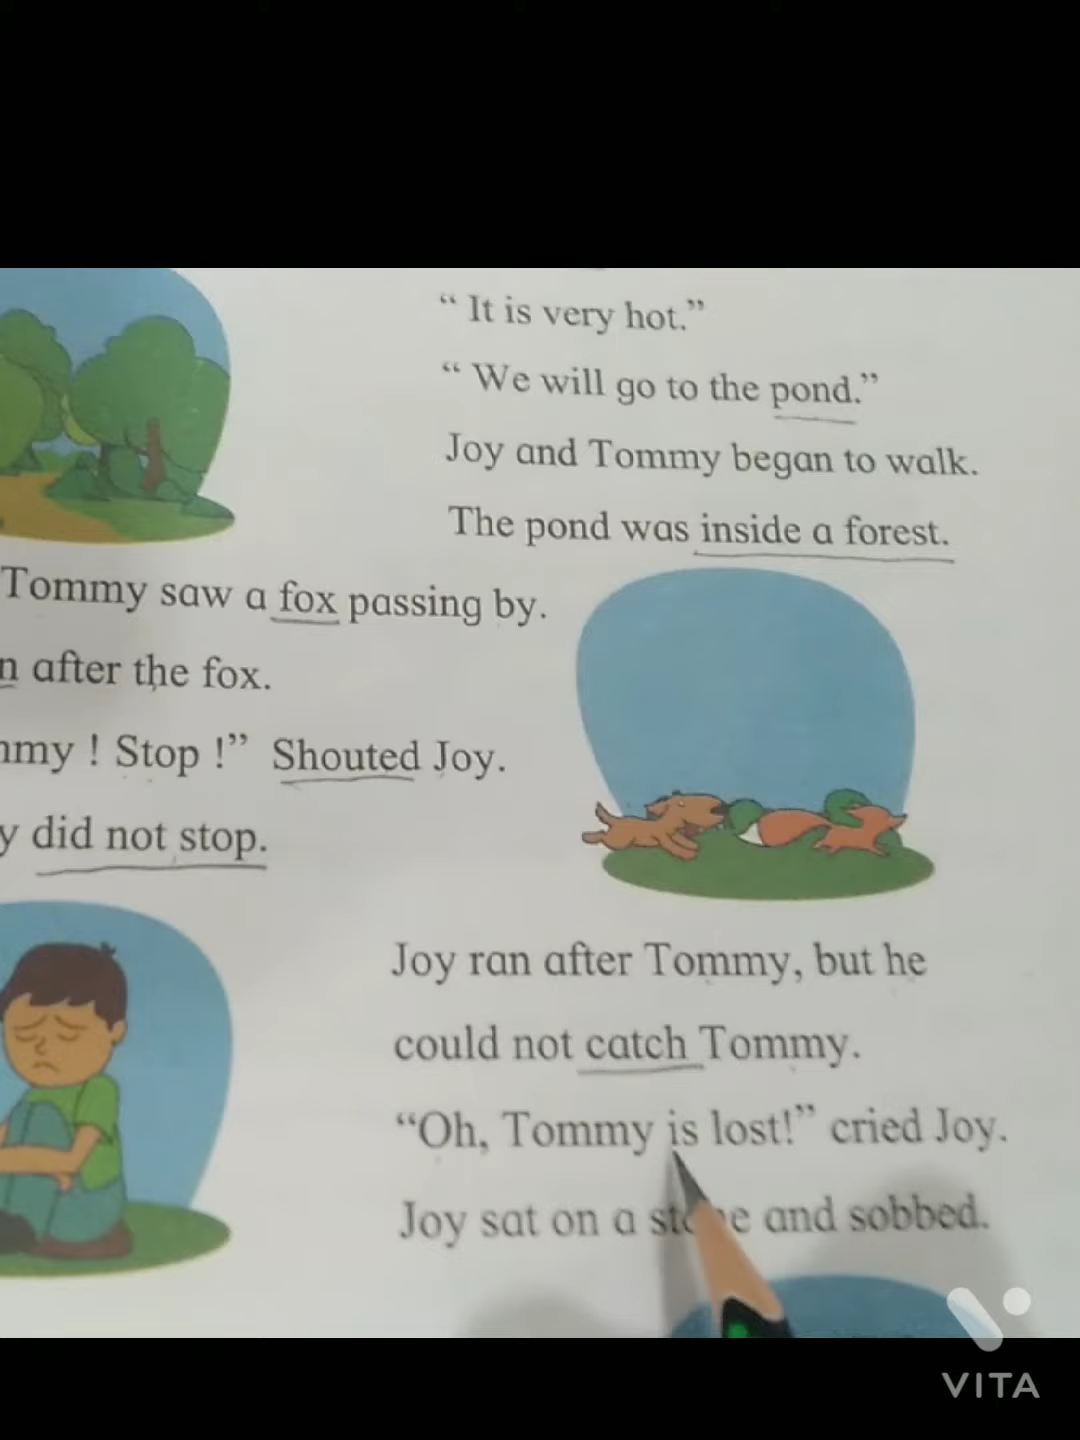 “ It is very hot.”
“ We will go to the pond.”
Joy and Tommy began to walk.
The pond was inside a forest.
Tommy saw a fox passing by.
n after the fox.
mmy ! Stop !” Shouted Joy.
y did not stop.
Joy ran after Tommy, but he
could not catch Tommy.
“Oh, Tommy is lost!” cried Joy.
Joy sat on a and sobbed.
VITA